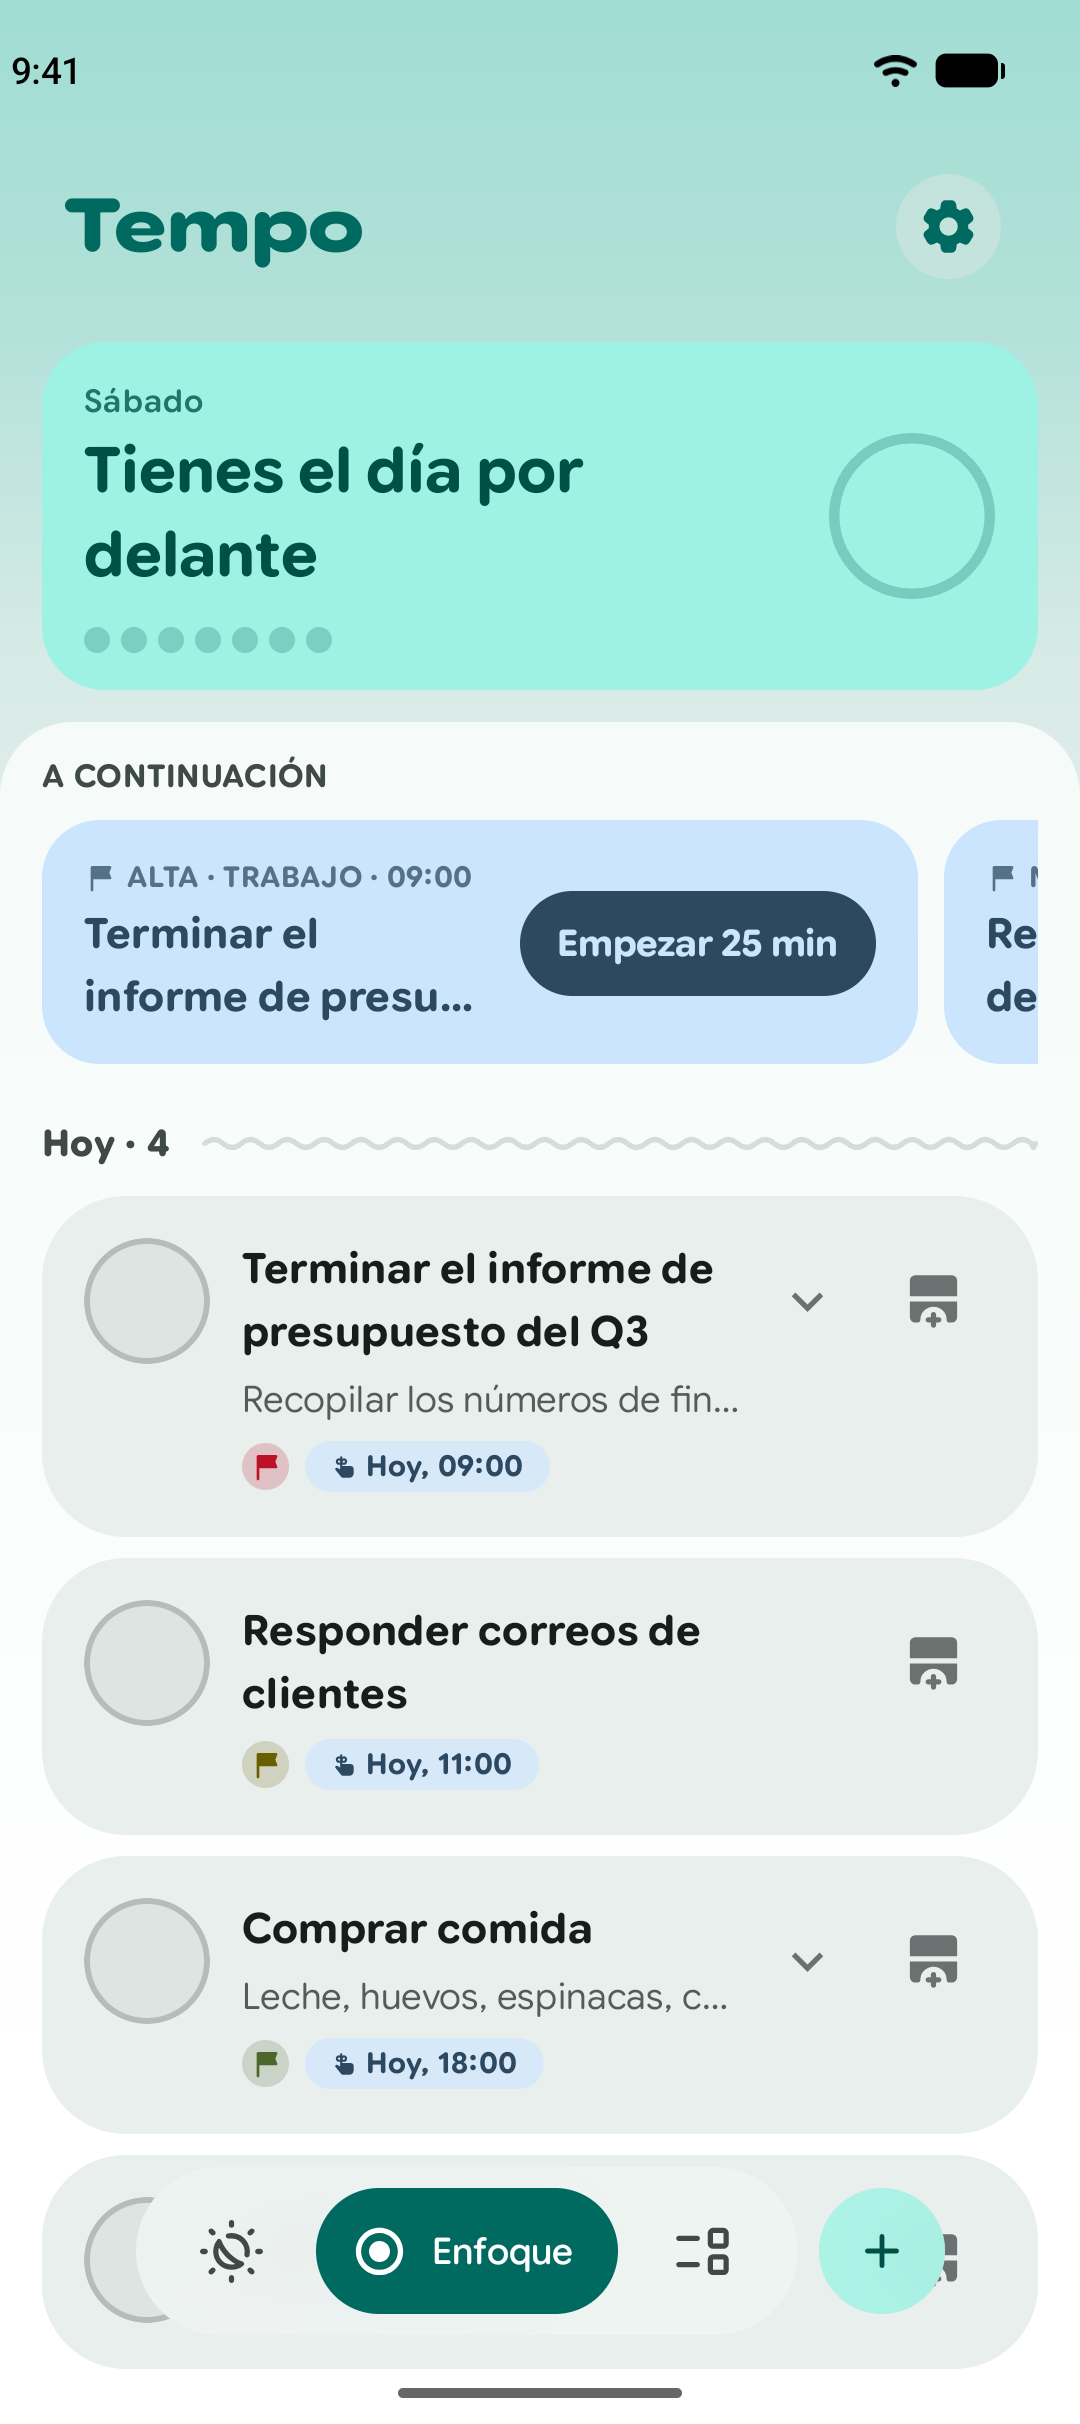 9:41
Tempo
Sábado
Tienes el día por
delante
A CONTINUACIÓN
ALTA · TRABAJO · 09:00
Terminar el
informe de presu...
Empezar 25 min
Re
de
Hoy · 4
Terminar el informe de
presupuesto del Q3
Recopilar los números de fin...
Hoy, 09:00
Responder correos de
clientes
Hoy, 11:00
Comprar comida
Leche, huevos, espinacas, c...
Hoy, 18:00
Enfoque